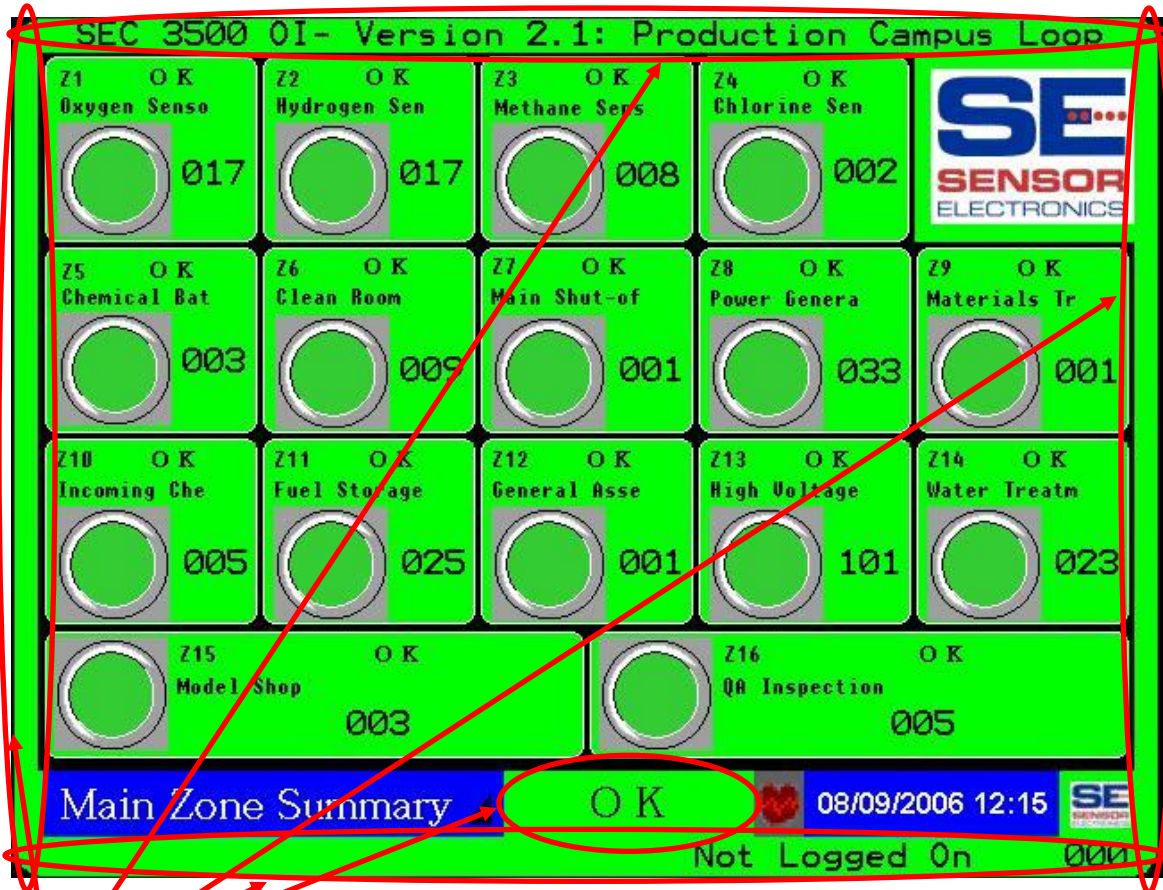 SEC 3500 OI- Version 2.1: Production Campus Loop
Z1 OK
Oxygen Senso
017
Z2 OK
Hydrogen Sen
017
Z3 OK
Methane Sens
008
Z4 OK
Chlorine Sen
002
SE
SENSOR
ELECTRONICS
Z5 OK
Chemical Bat
003
Z6 OK
Clean Room
009
Z7 OK
Main Shut-of
001
Z8 OK
Power Genera
033
Z9 OK
Materials Tr
001
Z10 OK
Incoming Che
005
Z11 OK
Fuel Storage
025
Z12 OK
General Asse
001
Z13 OK
High Voltage
101
Z14 OK
Water Treatm
023
Z15 OK
Model Shop
003
Z16 OK
QA Inspection
005
Main Zone Summary OK 08/09/2006 12:15 SE
SENSOR
ELECTRONICS
Not Logged On 000